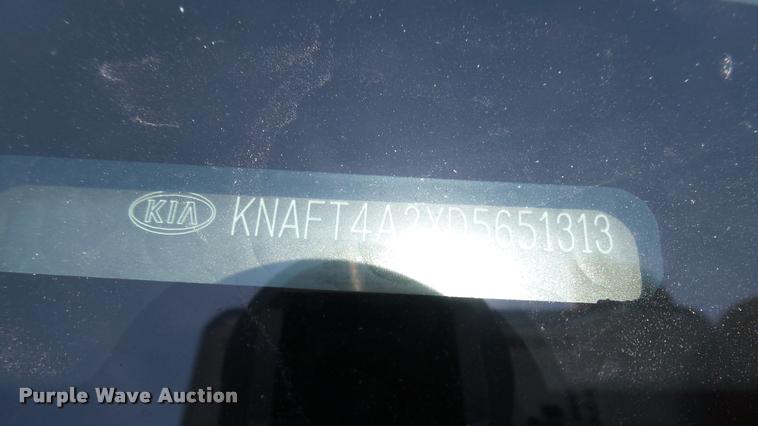 KIA KNAFT4A2XD5651313
Purple Wave Auction®